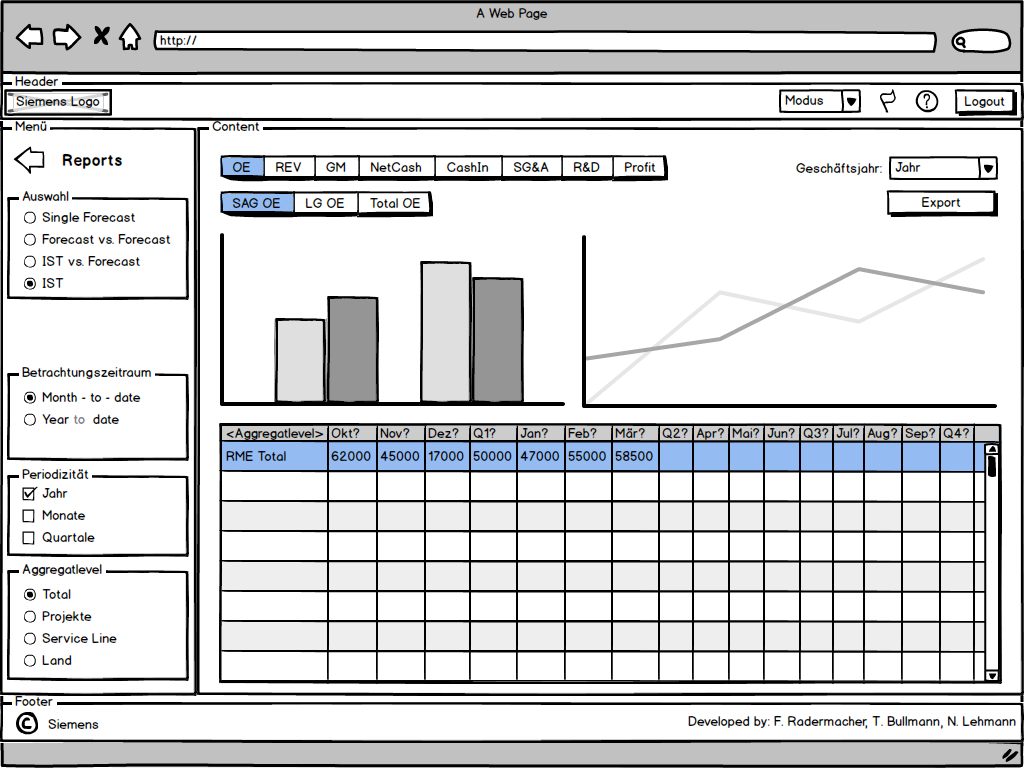 A Web Page
http://
Header
Siemens Logo
Modus
?
Logout
Menü
Reports
Auswahl
Single Forecast
Forecast vs. Forecast
IST vs. Forecast
IST
Betrachtungszeitraum
Month - to - date
Year to date
Periodizität
Jahr
Monate
Quartale
Aggregatlevel
Total
Projekte
Service Line
Land
Content
OE REV GM NetCash CashIn SG&A R&D Profit
Geschäftsjahr: Jahr
SAG OE LG OE Total OE
Export
<Aggregatlevel> Okt? Nov? Dez? Q1? Jan? Feb? Mär? Q2? Apr? Mai? Jun? Q3? Jul? Aug? Sep? Q4?
RME Total 62000 45000 17000 50000 47000 55000 58500
Footer
© Siemens
Developed by: F. Radermacher, T. Bullmann, N. Lehmann